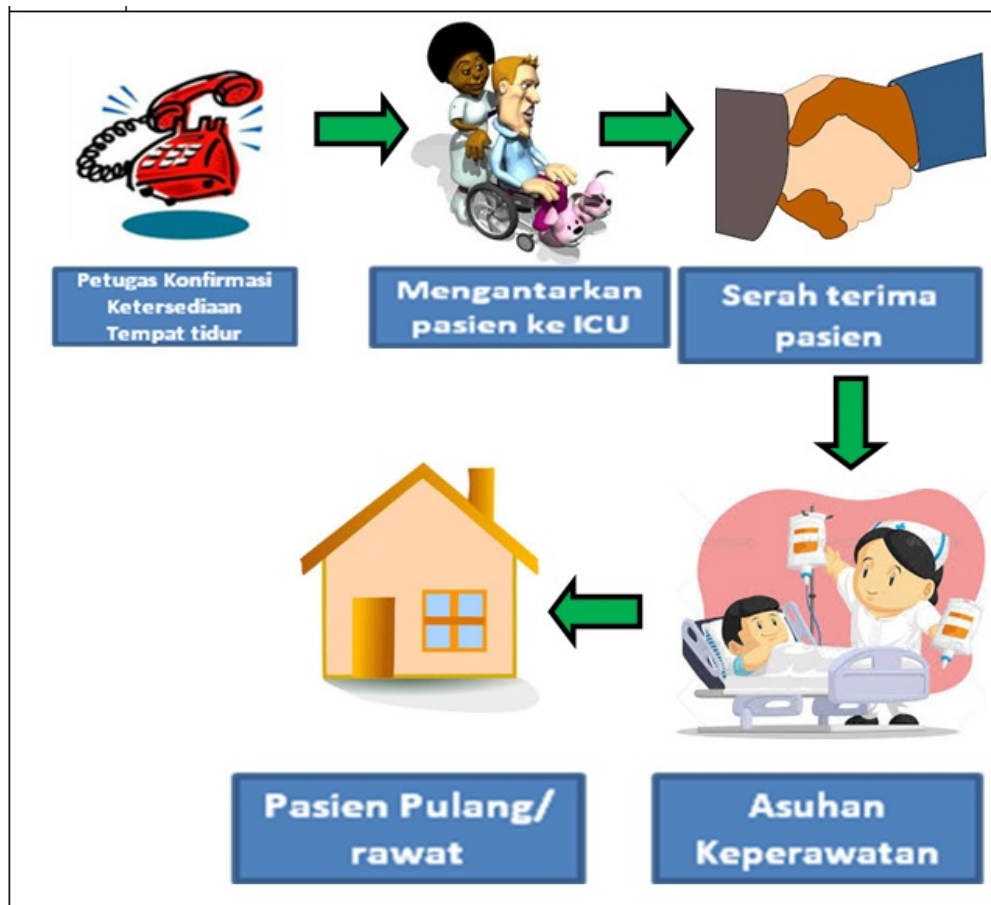 Petugas Konfirmasi
Ketersediaan
Tempat tidur
Mengantarkan
pasien ke ICU
Serah terima
pasien
Pasien Pulang/
rawat
Asuhan
Keperawatan